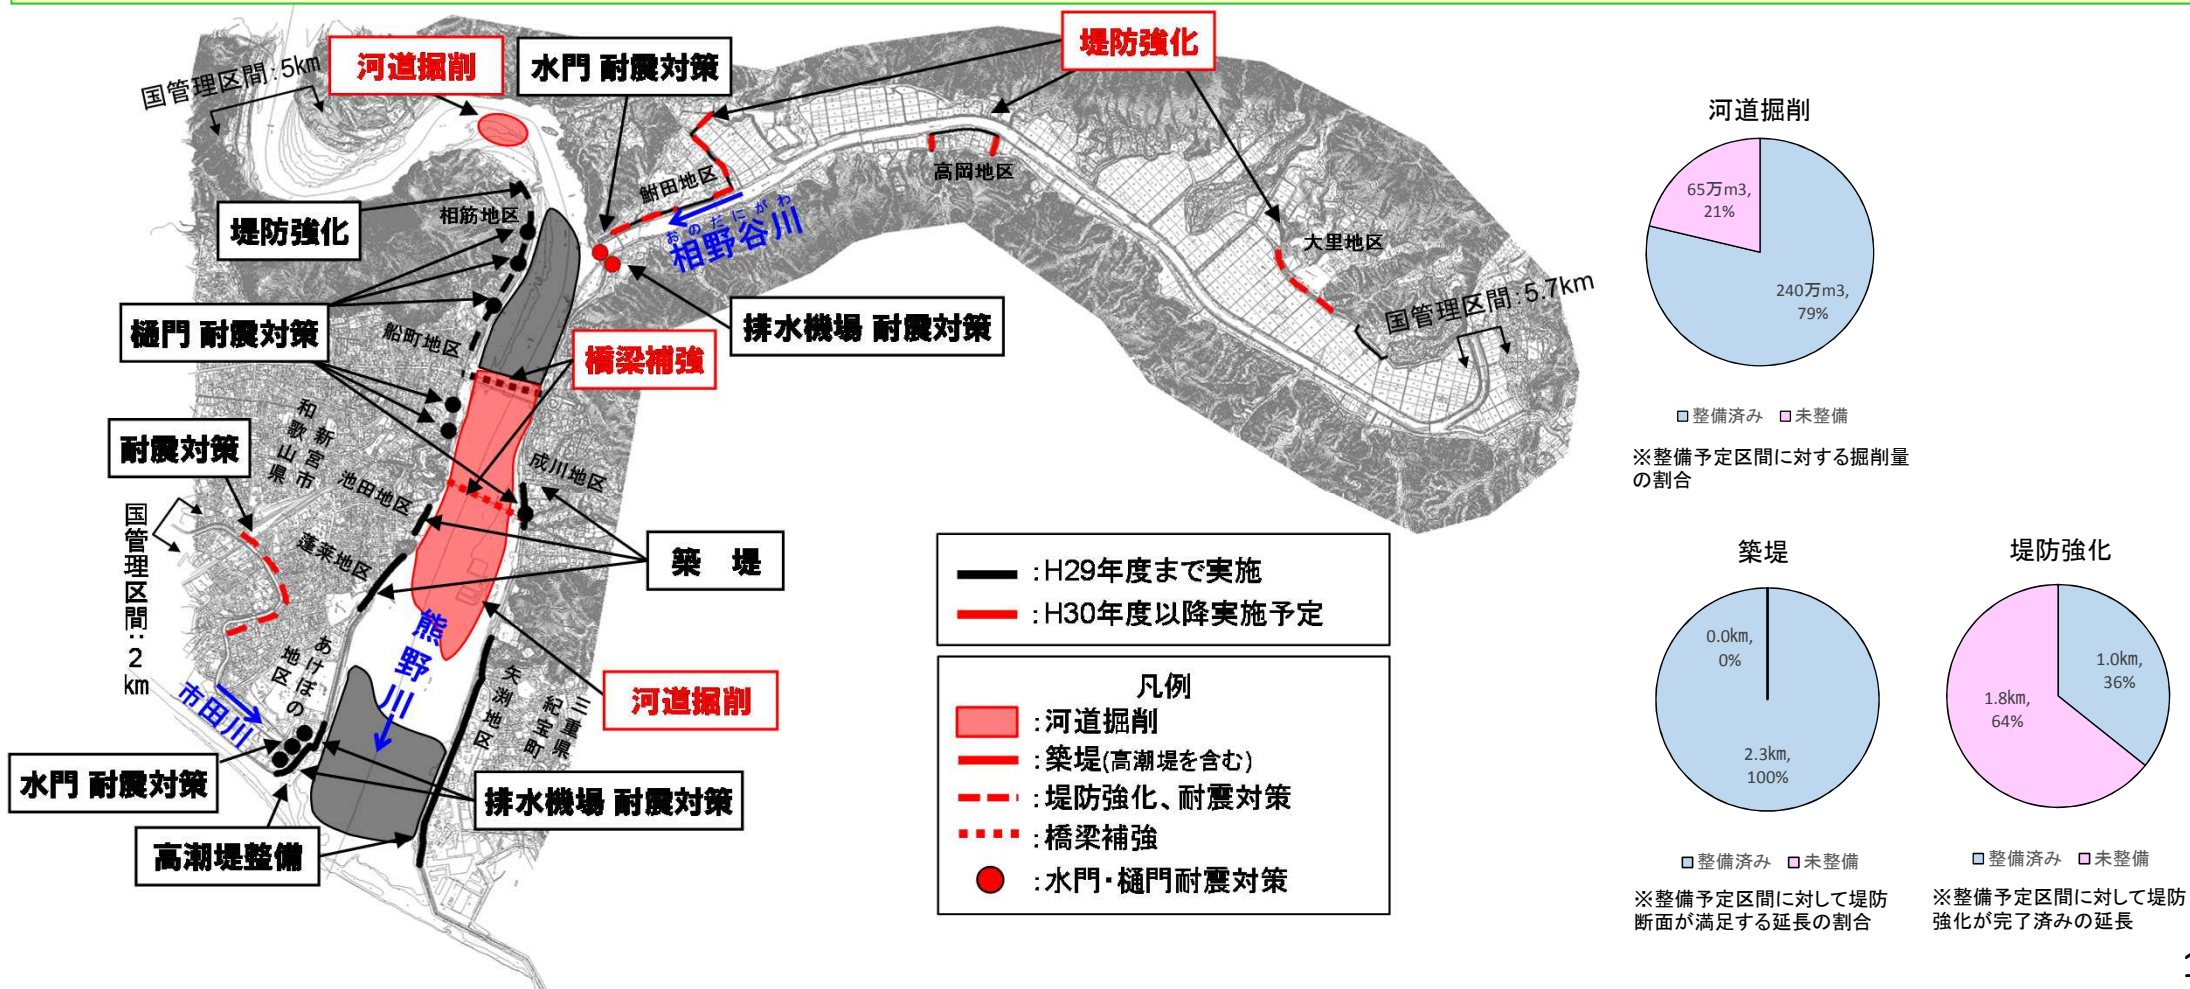 国管理区間:5km
河道掘削
水門 耐震対策
堤防強化
鮒田地区
高岡地区
大里地区
国管理区間:5.7km
おのだにがわ
相野谷川
堤防強化
相筋地区
樋門 耐震対策
船町地区
排水機場 耐震対策
橋梁補強
耐震対策
和歌山県
新宮市
池田地区
成川地区
蓬莱地区
築 堤
国管理区間:2km
あけぼの
地区
熊野川
市田川
矢渕地区
紀宝町
三重県
河道掘削
水門 耐震対策
排水機場 耐震対策
高潮堤整備
:H29年度まで実施
:H30年度以降実施予定
凡例
:河道掘削
:築堤(高潮堤を含む)
:堤防強化、耐震対策
:橋梁補強
:水門・樋門耐震対策
河道掘削
65万m3,
21%
240万m3,
79%
整備済み 未整備
※整備予定区間に対する掘削量
の割合
築堤
0.0km,
0%
2.3km,
100%
整備済み 未整備
※整備予定区間に対して堤防
断面が満足する延長の割合
堤防強化
1.0km,
36%
1.8km,
64%
整備済み 未整備
※整備予定区間に対して堤防
強化が完了済みの延長